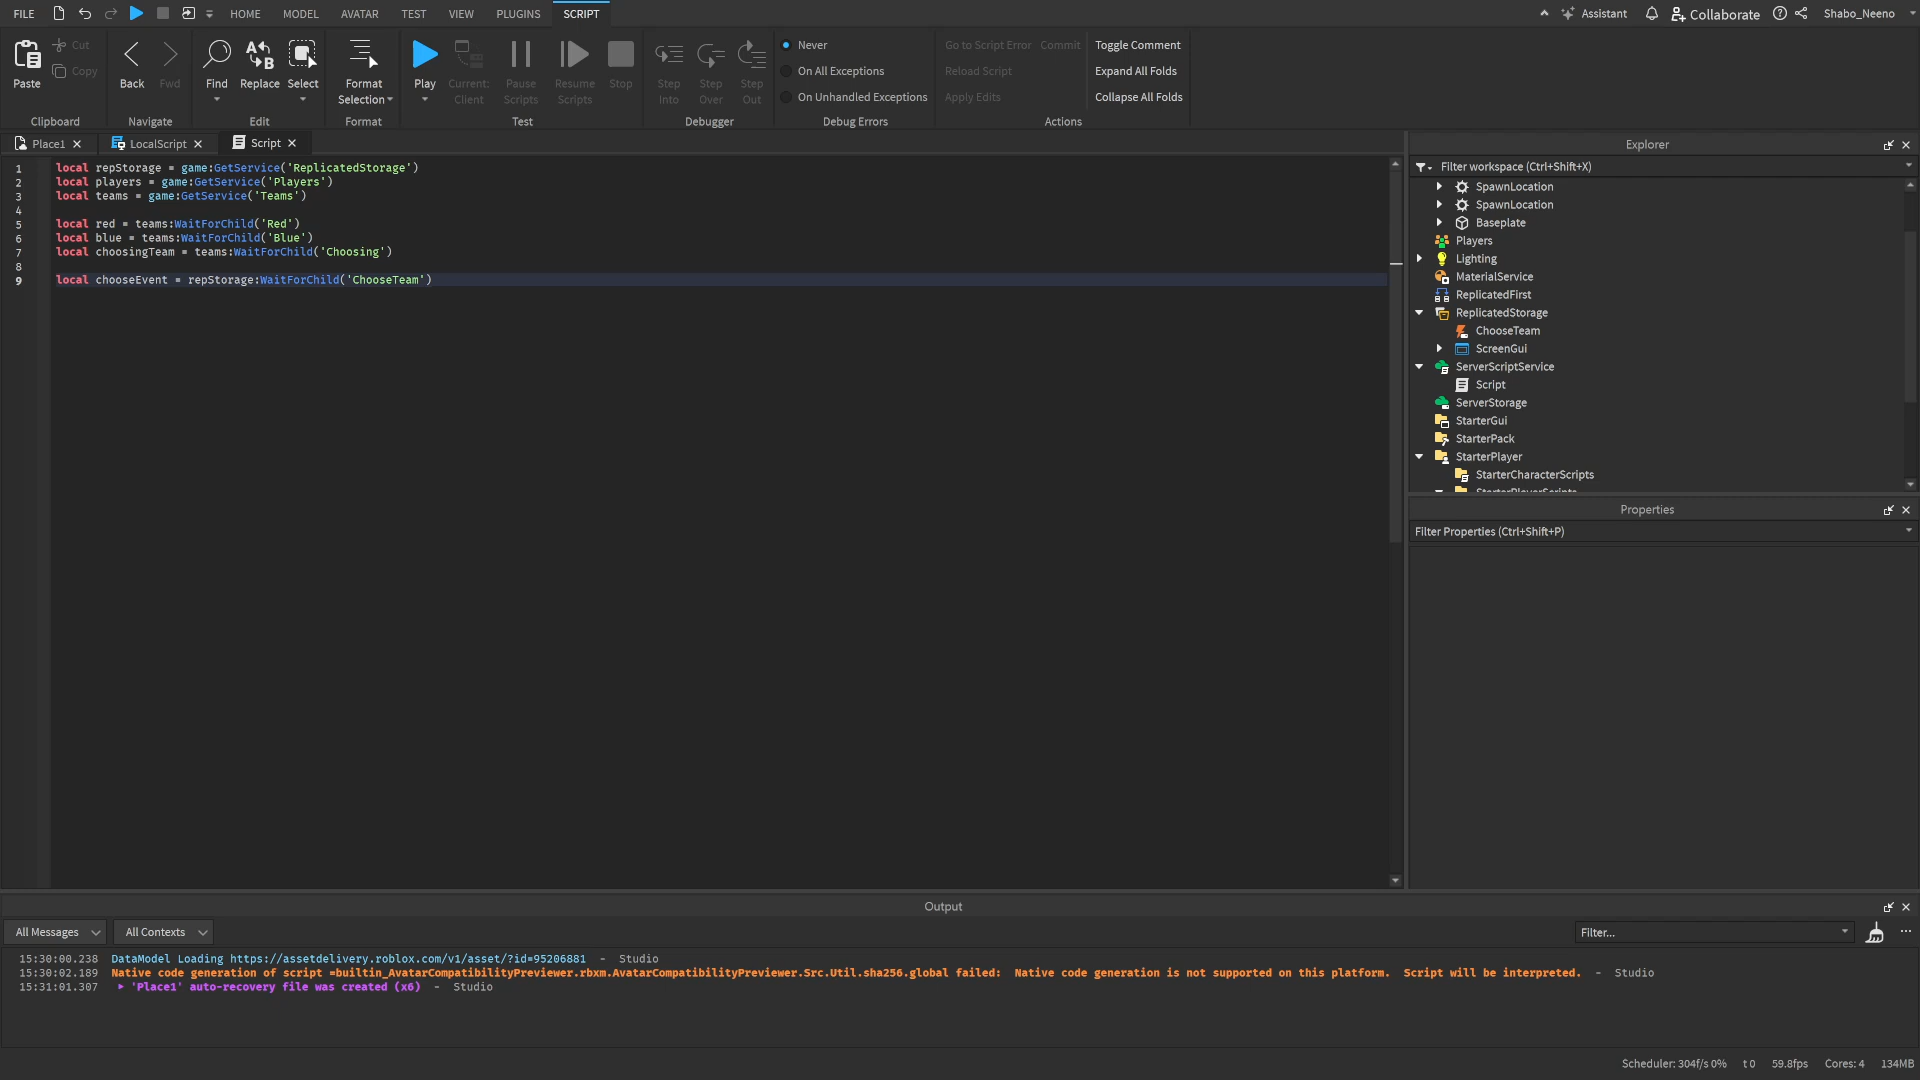 FILE HOME MODEL AVATAR TEST VIEW PLUGINS SCRIPT Assistant Collaborate Shabo_Neeno
Paste Cut Copy Clipboard
Back Fwd Navigate
Find Replace Select Edit
Format Selection Format
Play Current: Client Pause Scripts Resume Scripts Stop Test
Step Into Step Over Step Out Debugger
Never
On All Exceptions
On Unhandled Exceptions
Debug Errors
Go to Script Error Commit
Reload Script
Apply Edits
Toggle Comment
Expand All Folds
Collapse All Folds
Actions
Place1 LocalScript Script
1 local repStorage = game:GetService('ReplicatedStorage')
2 local players = game:GetService('Players')
3 local teams = game:GetService('Teams')
4
5 local red = teams:WaitForChild('Red')
6 local blue = teams:WaitForChild('Blue')
7 local choosingTeam = teams:WaitForChild('Choosing')
8
9 local chooseEvent = repStorage:WaitForChild('ChooseTeam')
Explorer
Filter workspace (Ctrl+Shift+X)
SpawnLocation
SpawnLocation
Baseplate
Players
Lighting
MaterialService
ReplicatedFirst
ReplicatedStorage
ChooseTeam
ScreenGui
ServerScriptService
Script
ServerStorage
StarterGui
StarterPack
StarterPlayer
StarterCharacterScripts
StarterPlayerScripts
Properties
Filter Properties (Ctrl+Shift+P)
Output
All Messages All Contexts Filter...
15:30:00.238 DataModel Loading https://assetdelivery.roblox.com/v1/asset/?id=95206881 - Studio
15:30:02.189 Native code generation of script =builtin_AvatarCompatibilityPreviewer.rbxm.AvatarCompatibilityPreviewer.Src.Util.sha256.global failed: Native code generation is not supported on this platform. Script will be interpreted. - Studio
15:31:01.307 'Place1' auto-recovery file was created (x6) - Studio
Scheduler: 304f/s 0% t 0 59.8fps Cores: 4 134MB